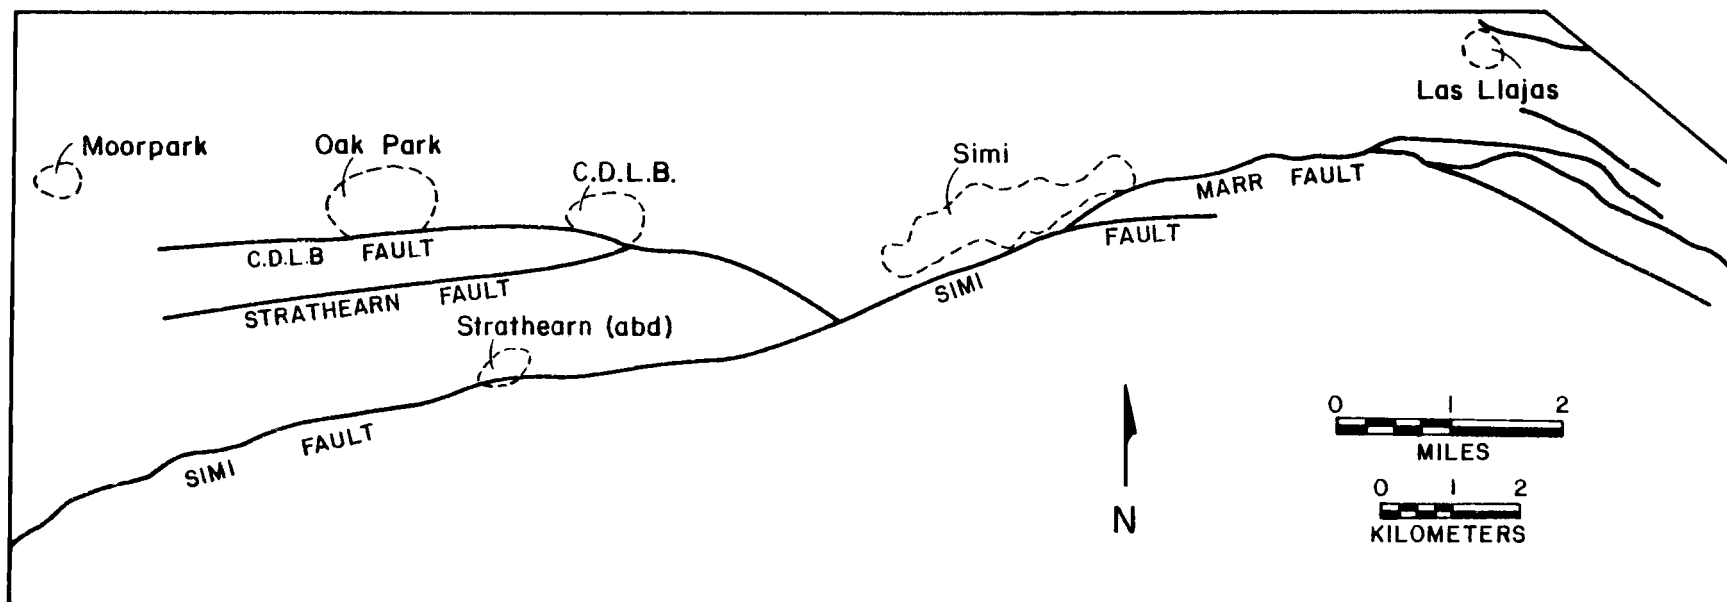 Las Llajas
Moorpark
Oak Park
C.D.L.B.
Simi
MARR FAULT
C.D.L.B FAULT
FAULT
STRATHEARN FAULT
SIMI
Strathearn (abd)
SIMI FAULT
N
0 1 2
MILES
0 1 2
KILOMETERS